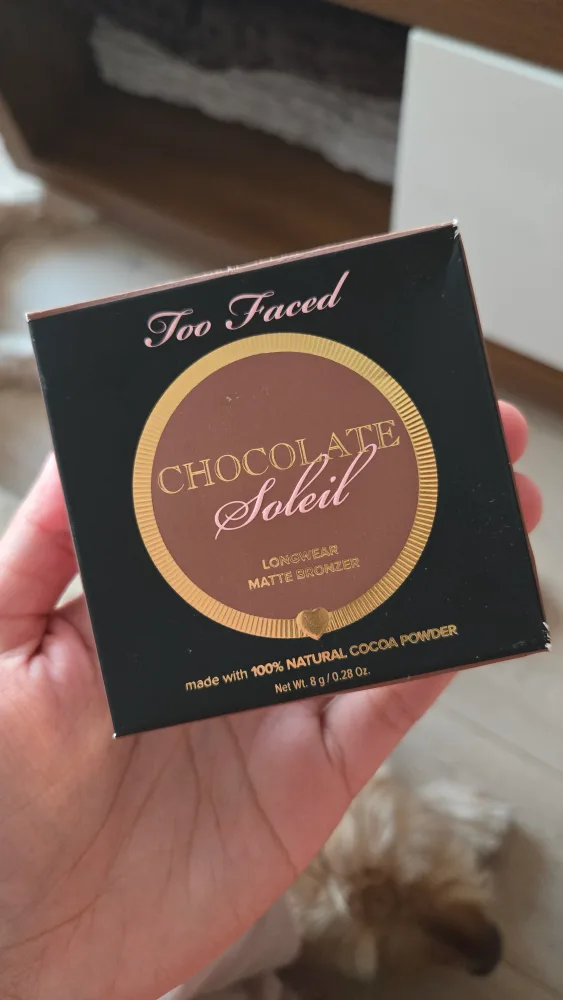 Too Faced
CHOCOLATE
Soleil
LONGWEAR
MATTE BRONZER
made with 100% NATURAL COCOA POWDER
Net Wt. 8 g / 0.28 Oz.